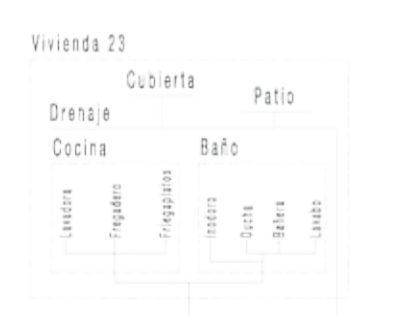 Vivienda 23
Cubierta
Patio
Drenaje
Cocina
Baño
Lavadora
Fregadero
Friegaplatos
Inodoro
Ducha
Bañera
Lavabo